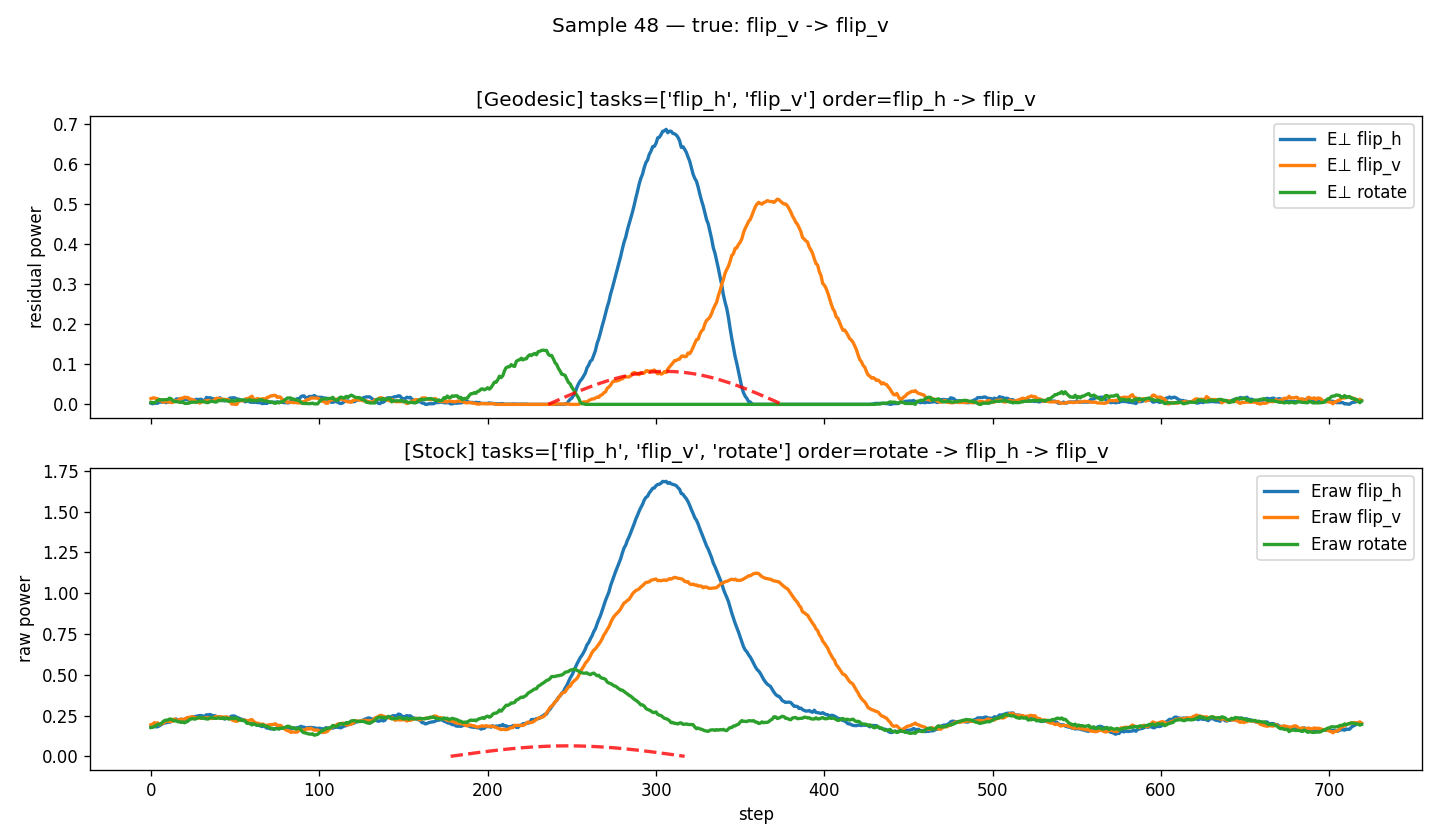 Sample 48 — true: flip_v -> flip_v
[Geodesic] tasks=['flip_h', 'flip_v'] order=flip_h -> flip_v
0.7
0.6
0.5
0.4
0.3
0.2
0.1
0.0
residual power
E⊥ flip_h
E⊥ flip_v
E⊥ rotate
[Stock] tasks=['flip_h', 'flip_v', 'rotate'] order=rotate -> flip_h -> flip_v
1.75
1.50
1.25
1.00
0.75
0.50
0.25
0.00
raw power
Eraw flip_h
Eraw flip_v
Eraw rotate
0 100 200 300 400 500 600 700
step